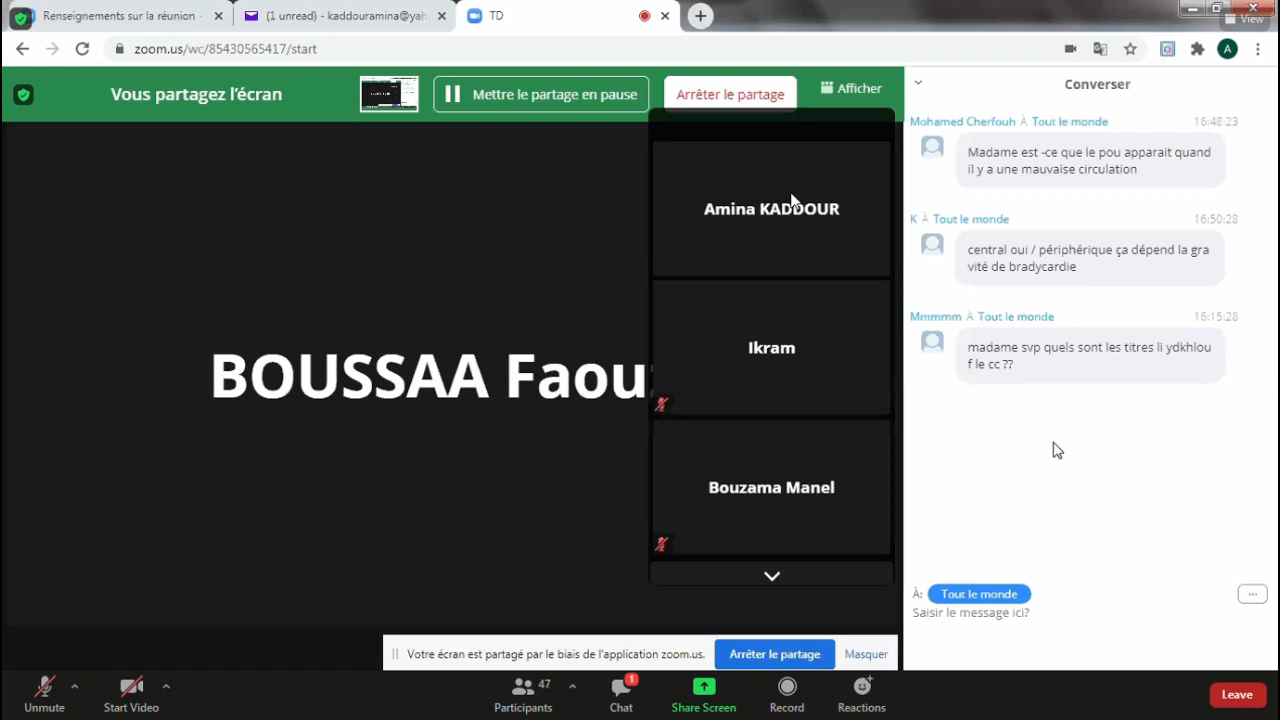 Renseignements sur la réunion -
(1 unread) - kaddouramina@yah
TD
View
zoom.us/wc/85430565417/start
A
Vous partagez l'écran
Mettre le partage en pause
Arrêter le partage
Afficher
Converser
Mohamed Cherfouh À Tout le monde 16:48:23
Madame est -ce que le pou apparait quand
il y a une mauvaise circulation
K À Tout le monde 16:50:28
central oui / périphérique ça dépend la gra
vité de bradycardie
Mmmmm À Tout le monde 16:15:28
madame svp quels sont les titres li ydkhlou
f le cc ??
Amina KADDOUR
Ikram
Bouzama Manel
BOUSSAA Faou
À: Tout le monde
...
Saisir le message ici?
Votre écran est partagé par le biais de l'application zoom.us.
Arrêter le partage
Masquer
Unmute
Start Video
47
Participants
1
Chat
Share Screen
Record
Reactions
Leave